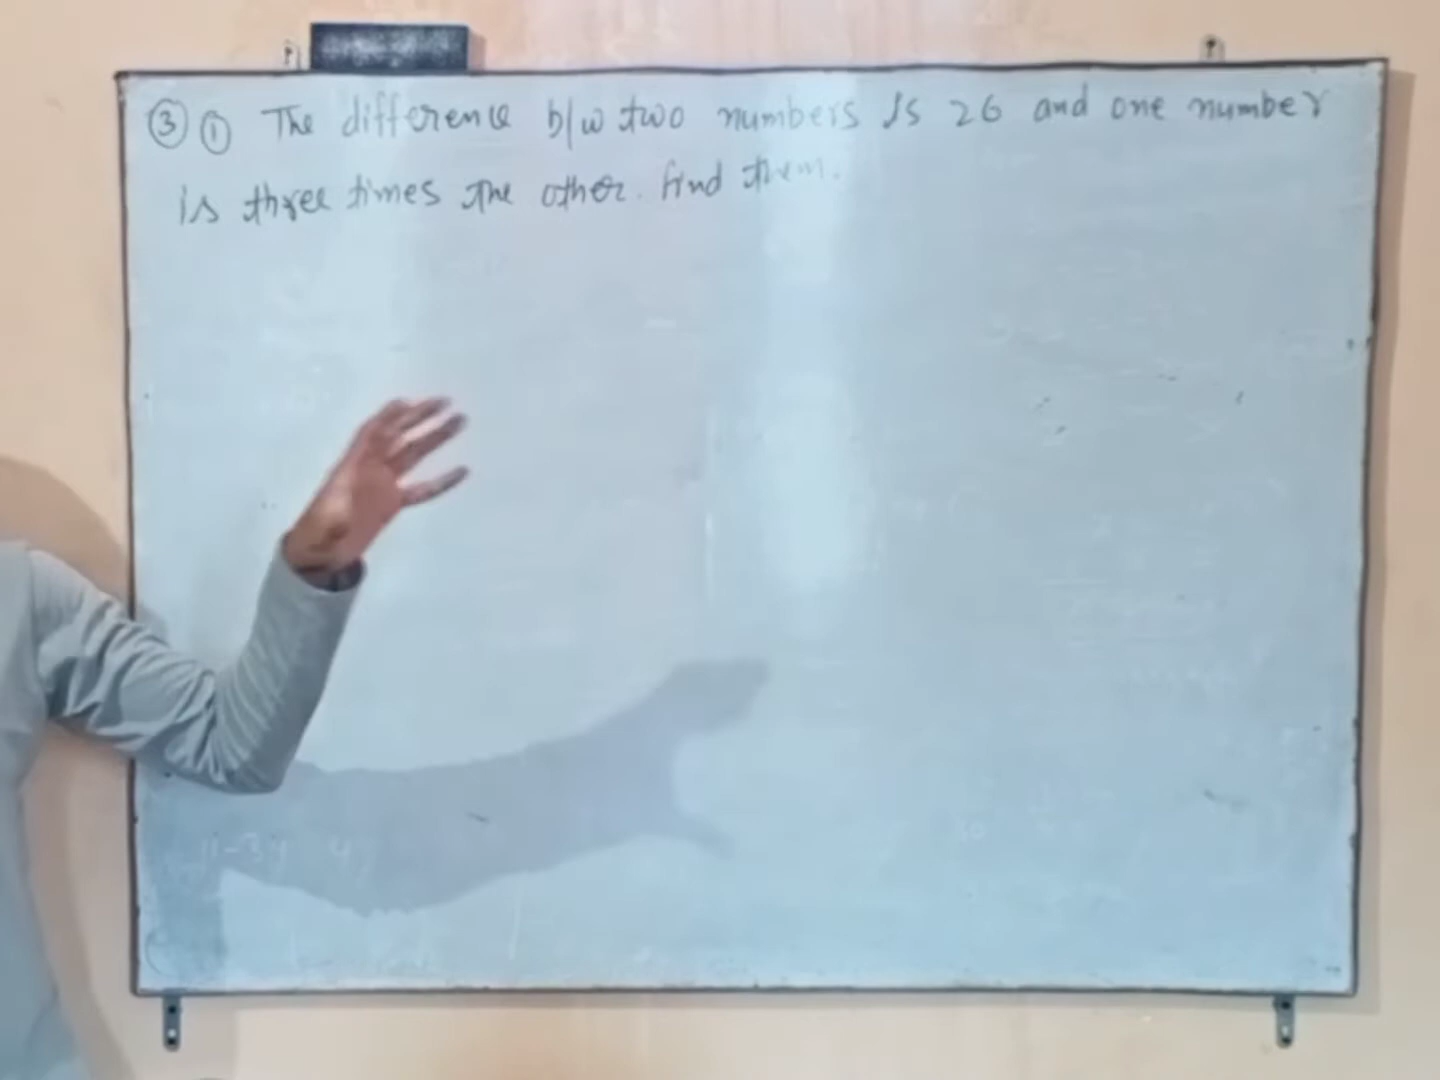 ③ ① The difference b/w two numbers is 26 and one number
is three times the other. find them.